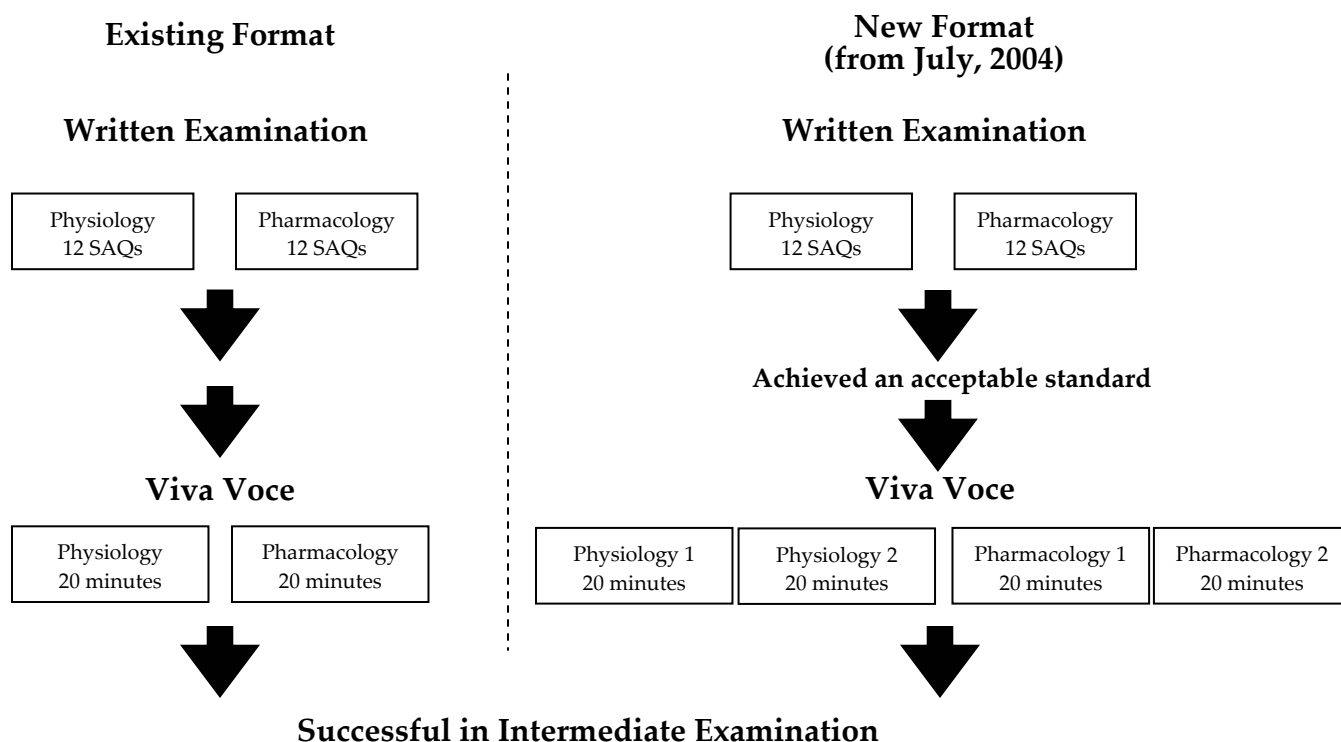 Existing Format
Written Examination
Physiology
12 SAQs
Pharmacology
12 SAQs
Viva Voce
Physiology
20 minutes
Pharmacology
20 minutes
New Format
(from July, 2004)
Written Examination
Physiology
12 SAQs
Pharmacology
12 SAQs
Achieved an acceptable standard
Viva Voce
Physiology 1
20 minutes
Physiology 2
20 minutes
Pharmacology 1
20 minutes
Pharmacology 2
20 minutes
Successful in Intermediate Examination